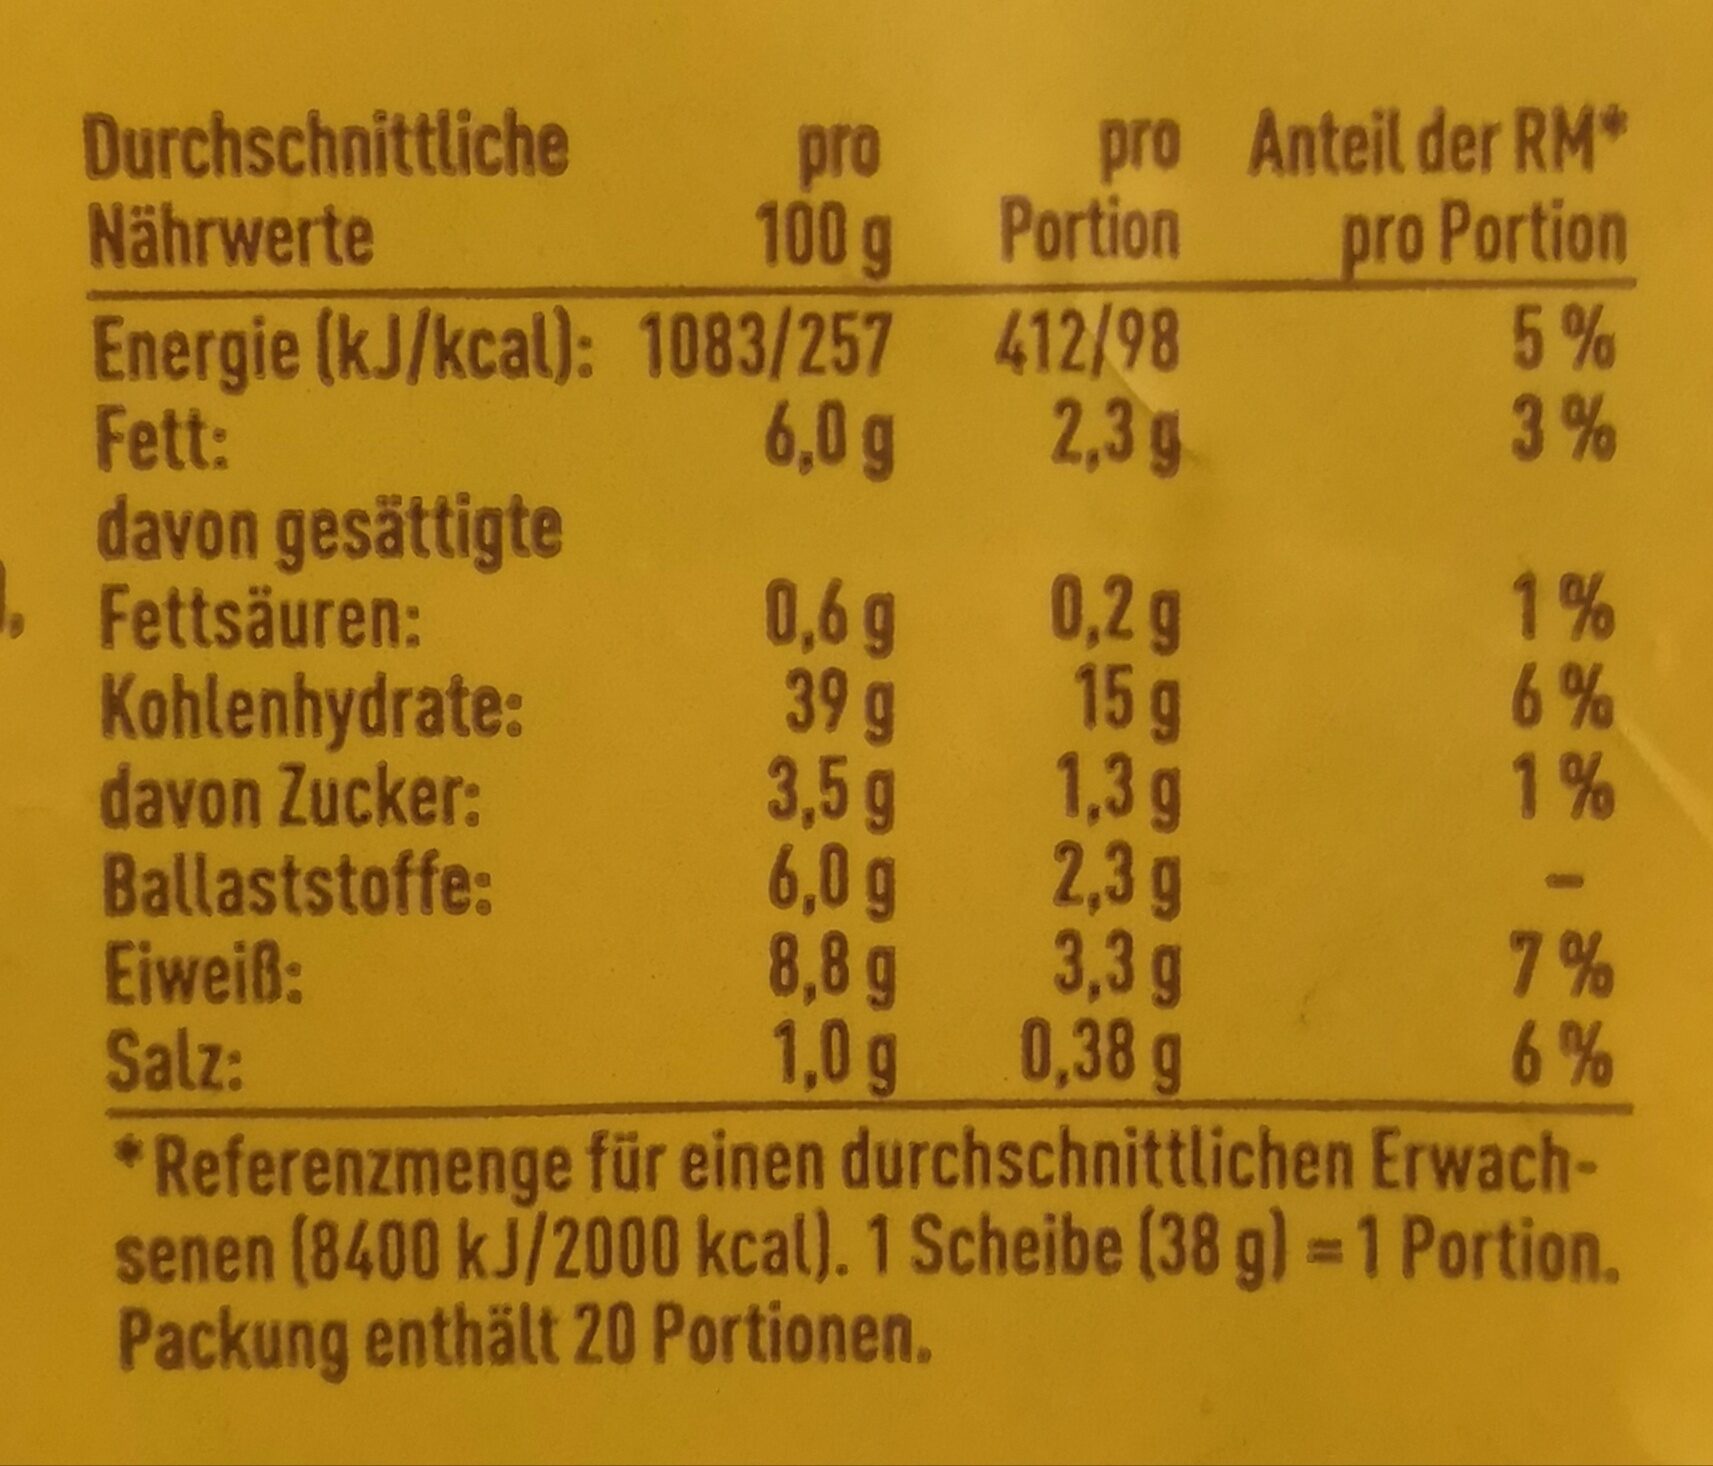 Durchschnittliche pro pro Anteil der RM*
Nährwerte 100 g Portion pro Portion
Energie (kJ/kcal): 1083/257 412/98 5 %
Fett: 6,0 g 2,3 g 3 %
davon gesättigte
Fettsäuren: 0,6 g 0,2 g 1 %
Kohlenhydrate: 39 g 15 g 6 %
davon Zucker: 3,5 g 1,3 g 1 %
Ballaststoffe: 6,0 g 2,3 g –
Eiweiß: 8,8 g 3,3 g 7 %
Salz: 1,0 g 0,38 g 6 %
* Referenzmenge für einen durchschnittlichen Erwach-
senen (8400 kJ/2000 kcal). 1 Scheibe (38 g) = 1 Portion.
Packung enthält 20 Portionen.